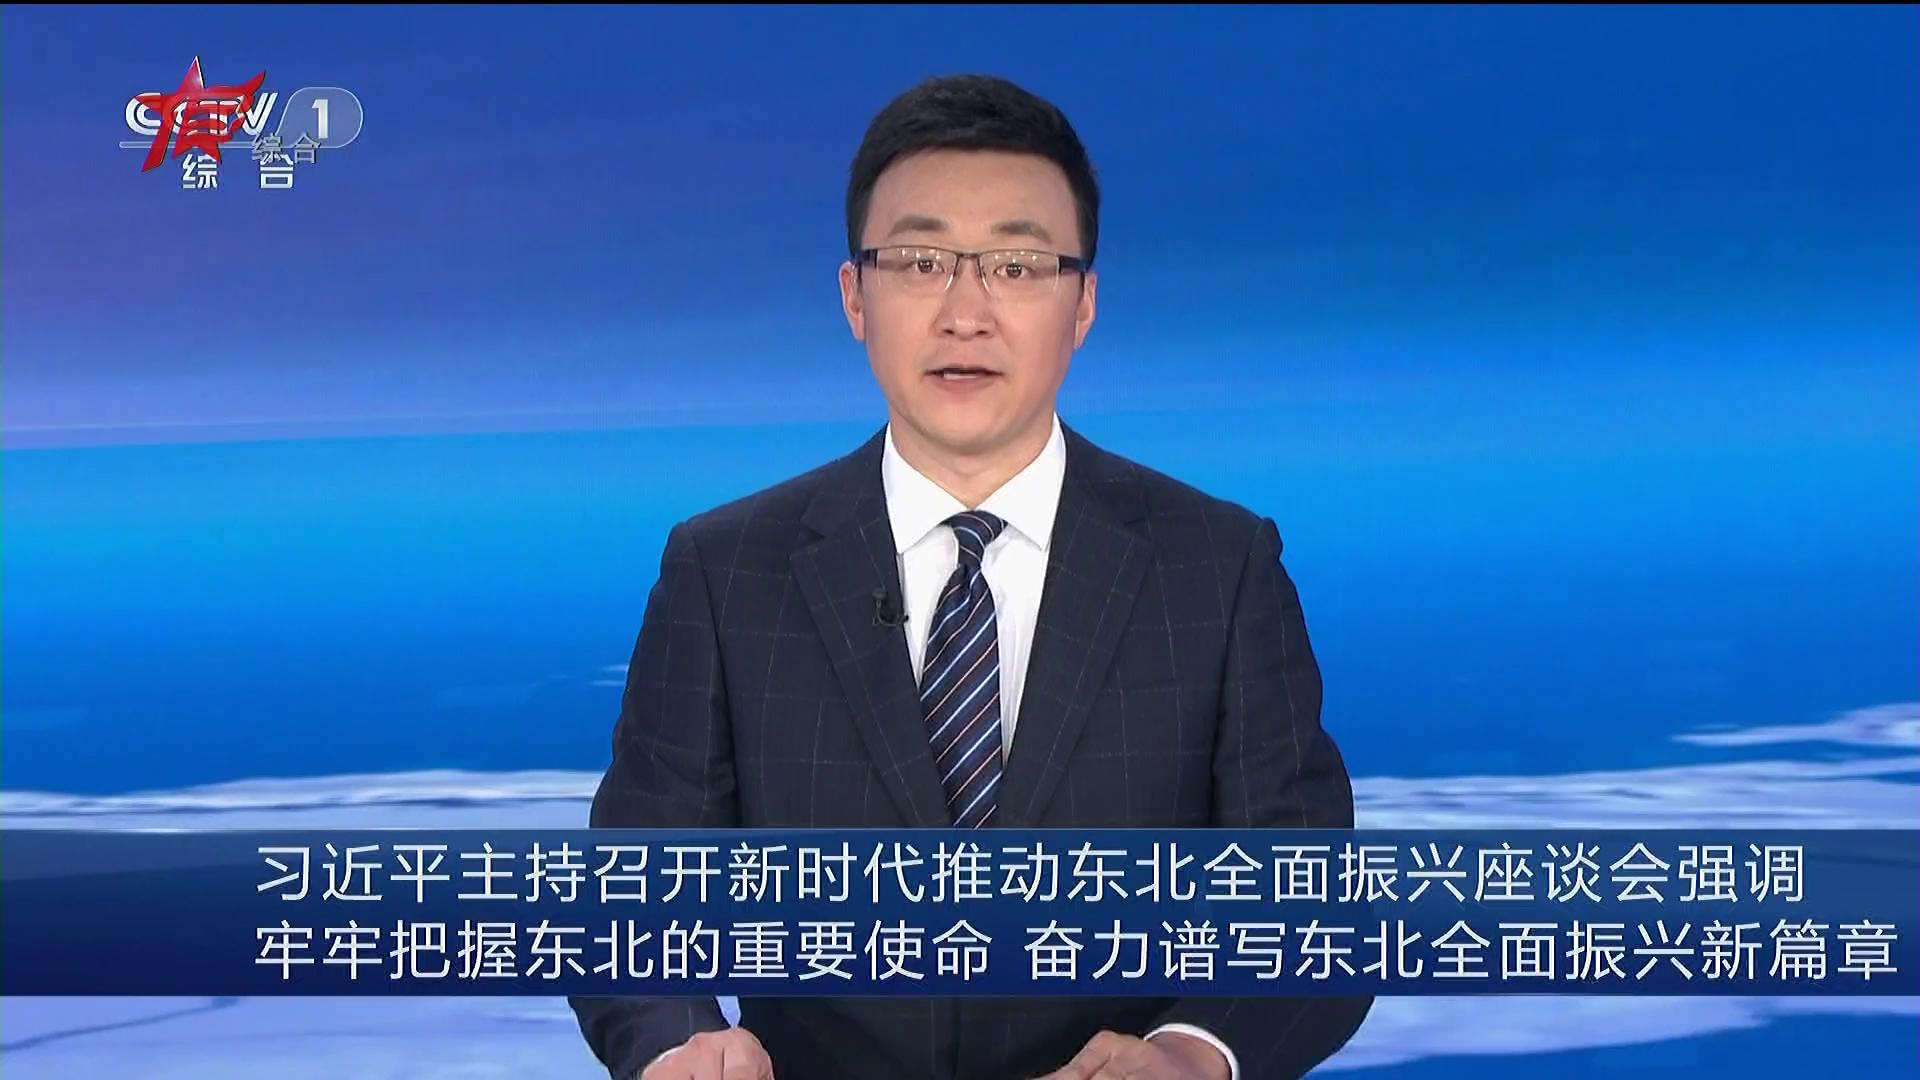 CCTV 1
综合
综合
习近平主持召开新时代推动东北全面振兴座谈会强调
牢牢把握东北的重要使命 奋力谱写东北全面振兴新篇章